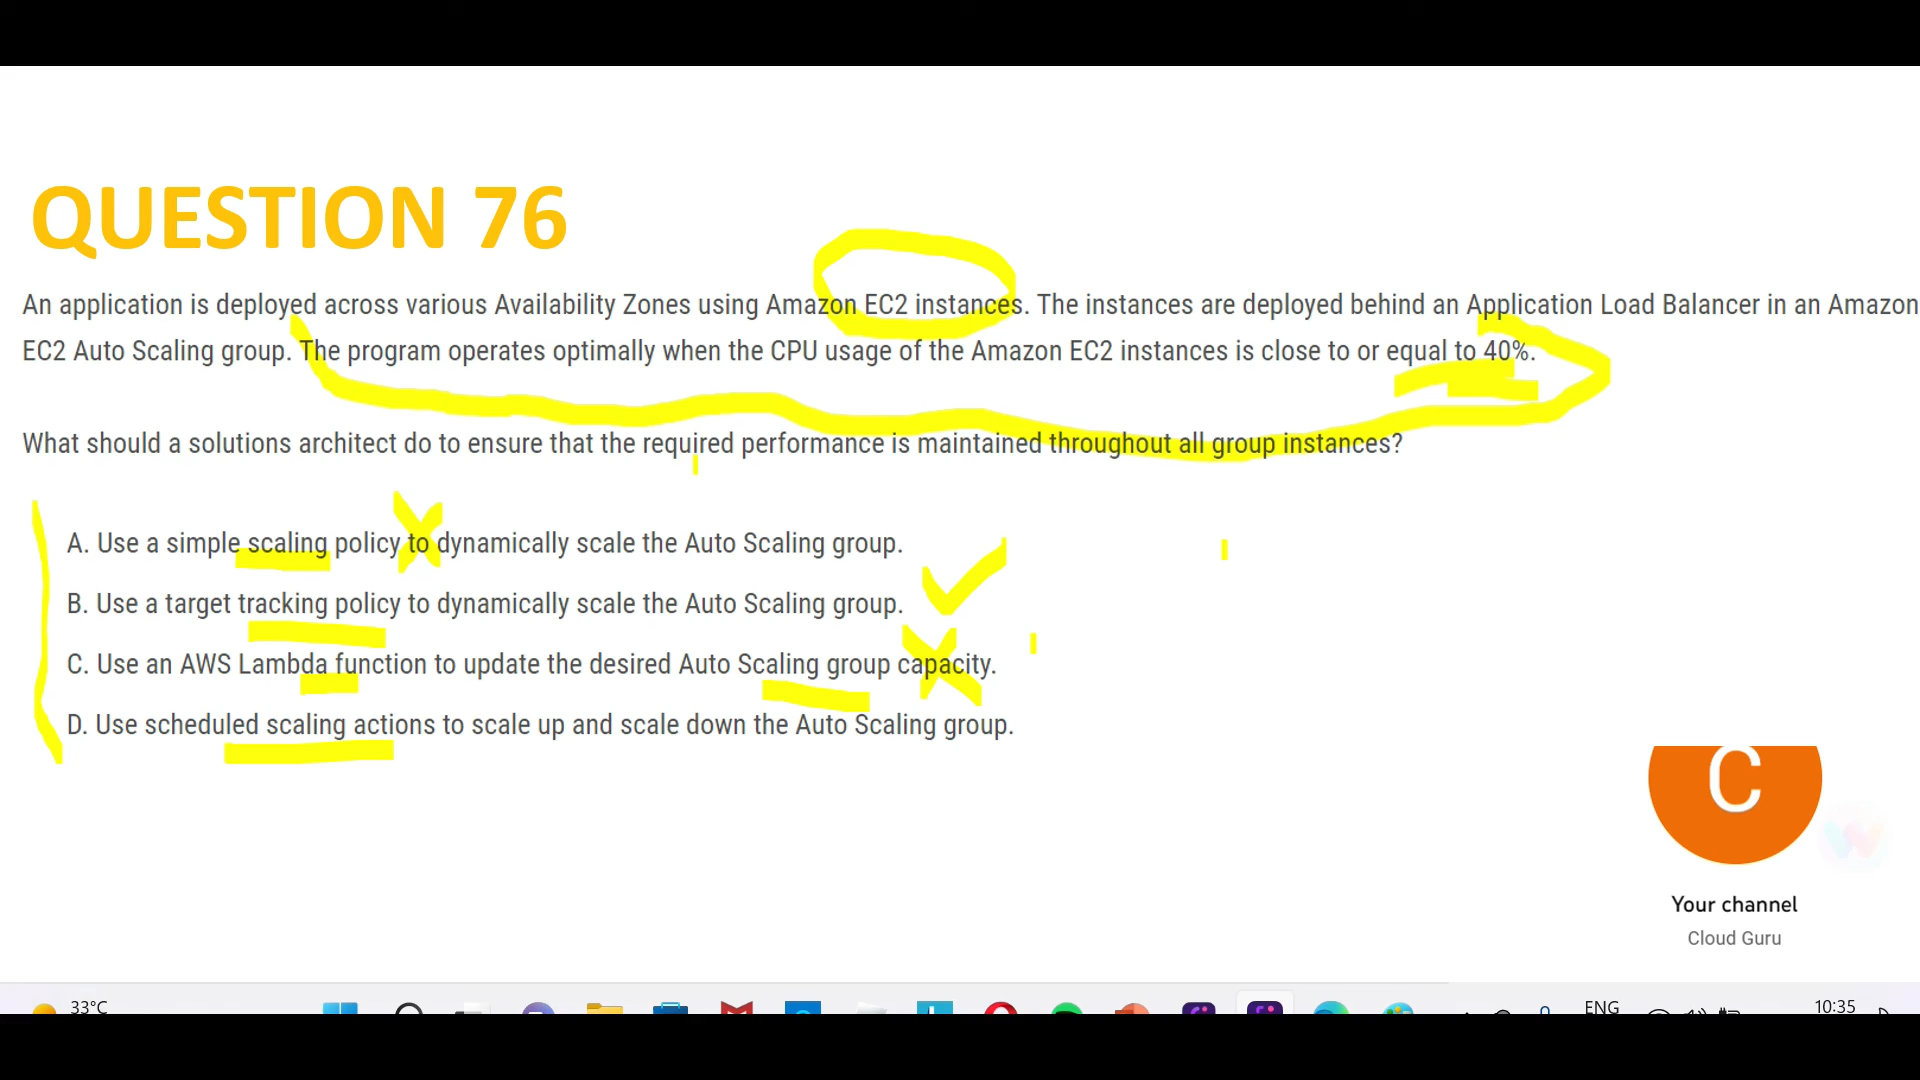 QUESTION 76
An application is deployed across various Availability Zones using Amazon EC2 instances. The instances are deployed behind an Application Load Balancer in an Amazon
EC2 Auto Scaling group. The program operates optimally when the CPU usage of the Amazon EC2 instances is close to or equal to 40%.
What should a solutions architect do to ensure that the required performance is maintained throughout all group instances?
A. Use a simple scaling policy to dynamically scale the Auto Scaling group.
B. Use a target tracking policy to dynamically scale the Auto Scaling group.
C. Use an AWS Lambda function to update the desired Auto Scaling group capacity.
D. Use scheduled scaling actions to scale up and scale down the Auto Scaling group.
C
Your channel
Cloud Guru
33°C
ENG
10:35